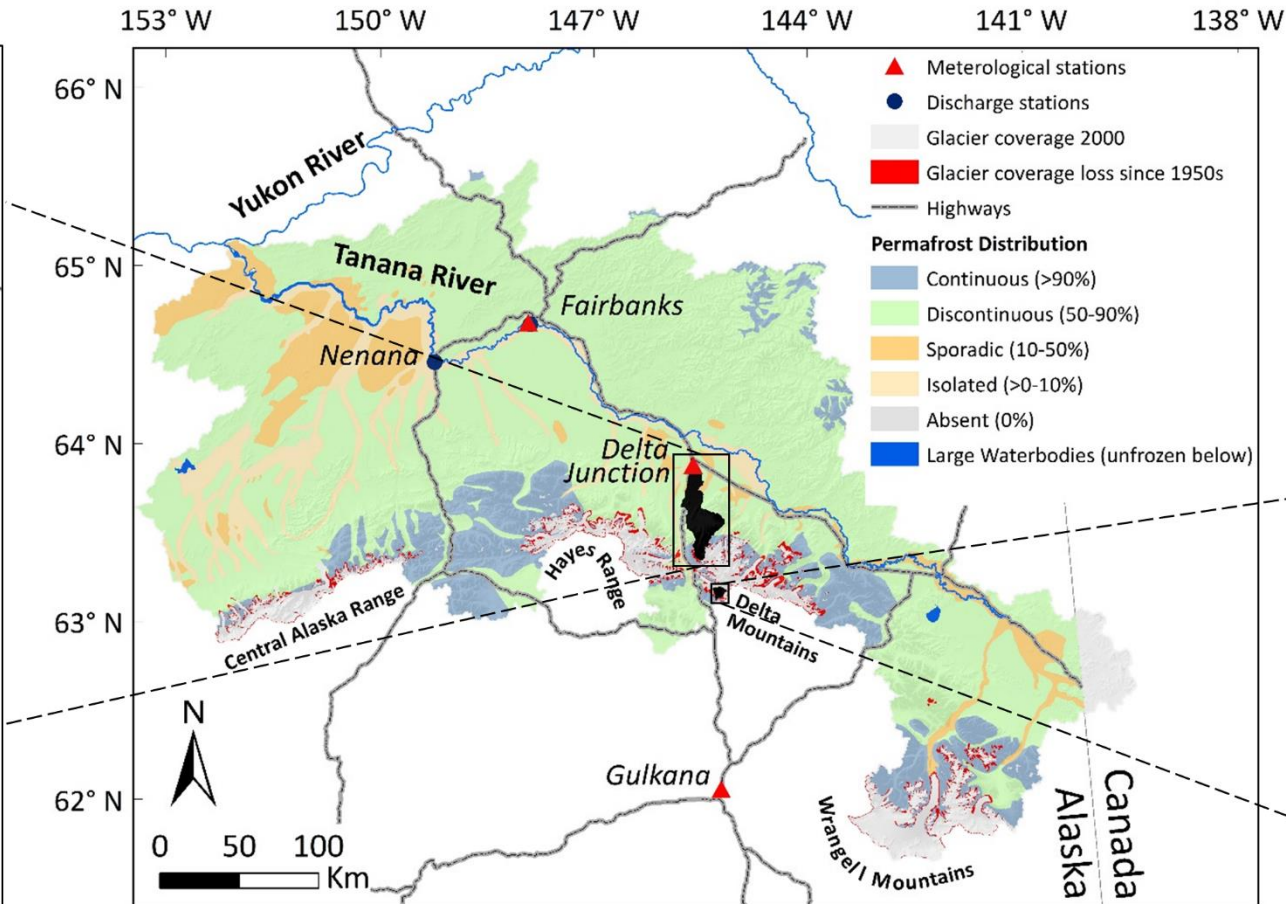 153° W 150° W 147° W 144° W 141° W 138° W
66° N
65° N
64° N
63° N
62° N
Meterological stations
Discharge stations
Glacier coverage 2000
Glacier coverage loss since 1950s
Highways
Permafrost Distribution
Continuous (>90%)
Discontinuous (50-90%)
Sporadic (10-50%)
Isolated (>0-10%)
Absent (0%)
Large Waterbodies (unfrozen below)
Yukon River
Tanana River
Fairbanks
Nenana
Delta
Junction
Hayes Range
Central Alaska Range
Delta
Mountains
Gulkana
Wrangel l Mountains
Alaska
Canada
N
0 50 100
Km